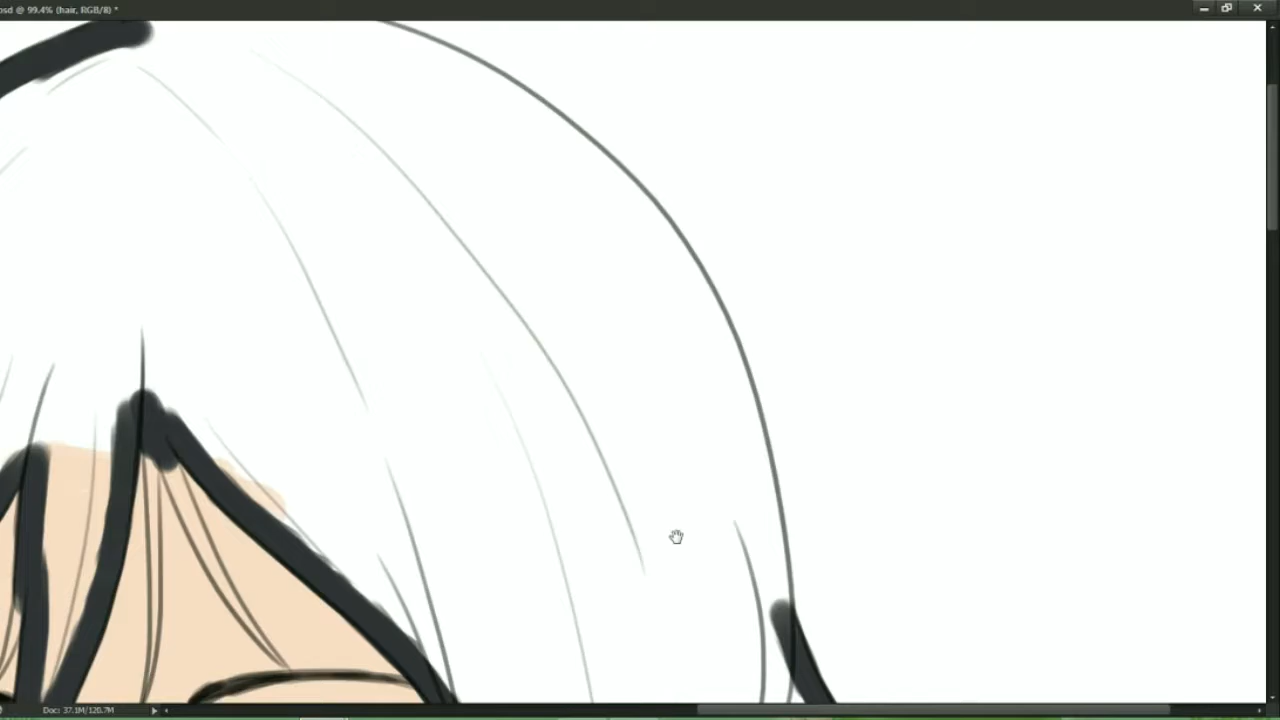 psd @ 99.4% (hair, RGB/8) *
Doc: 37.1M/120.7M